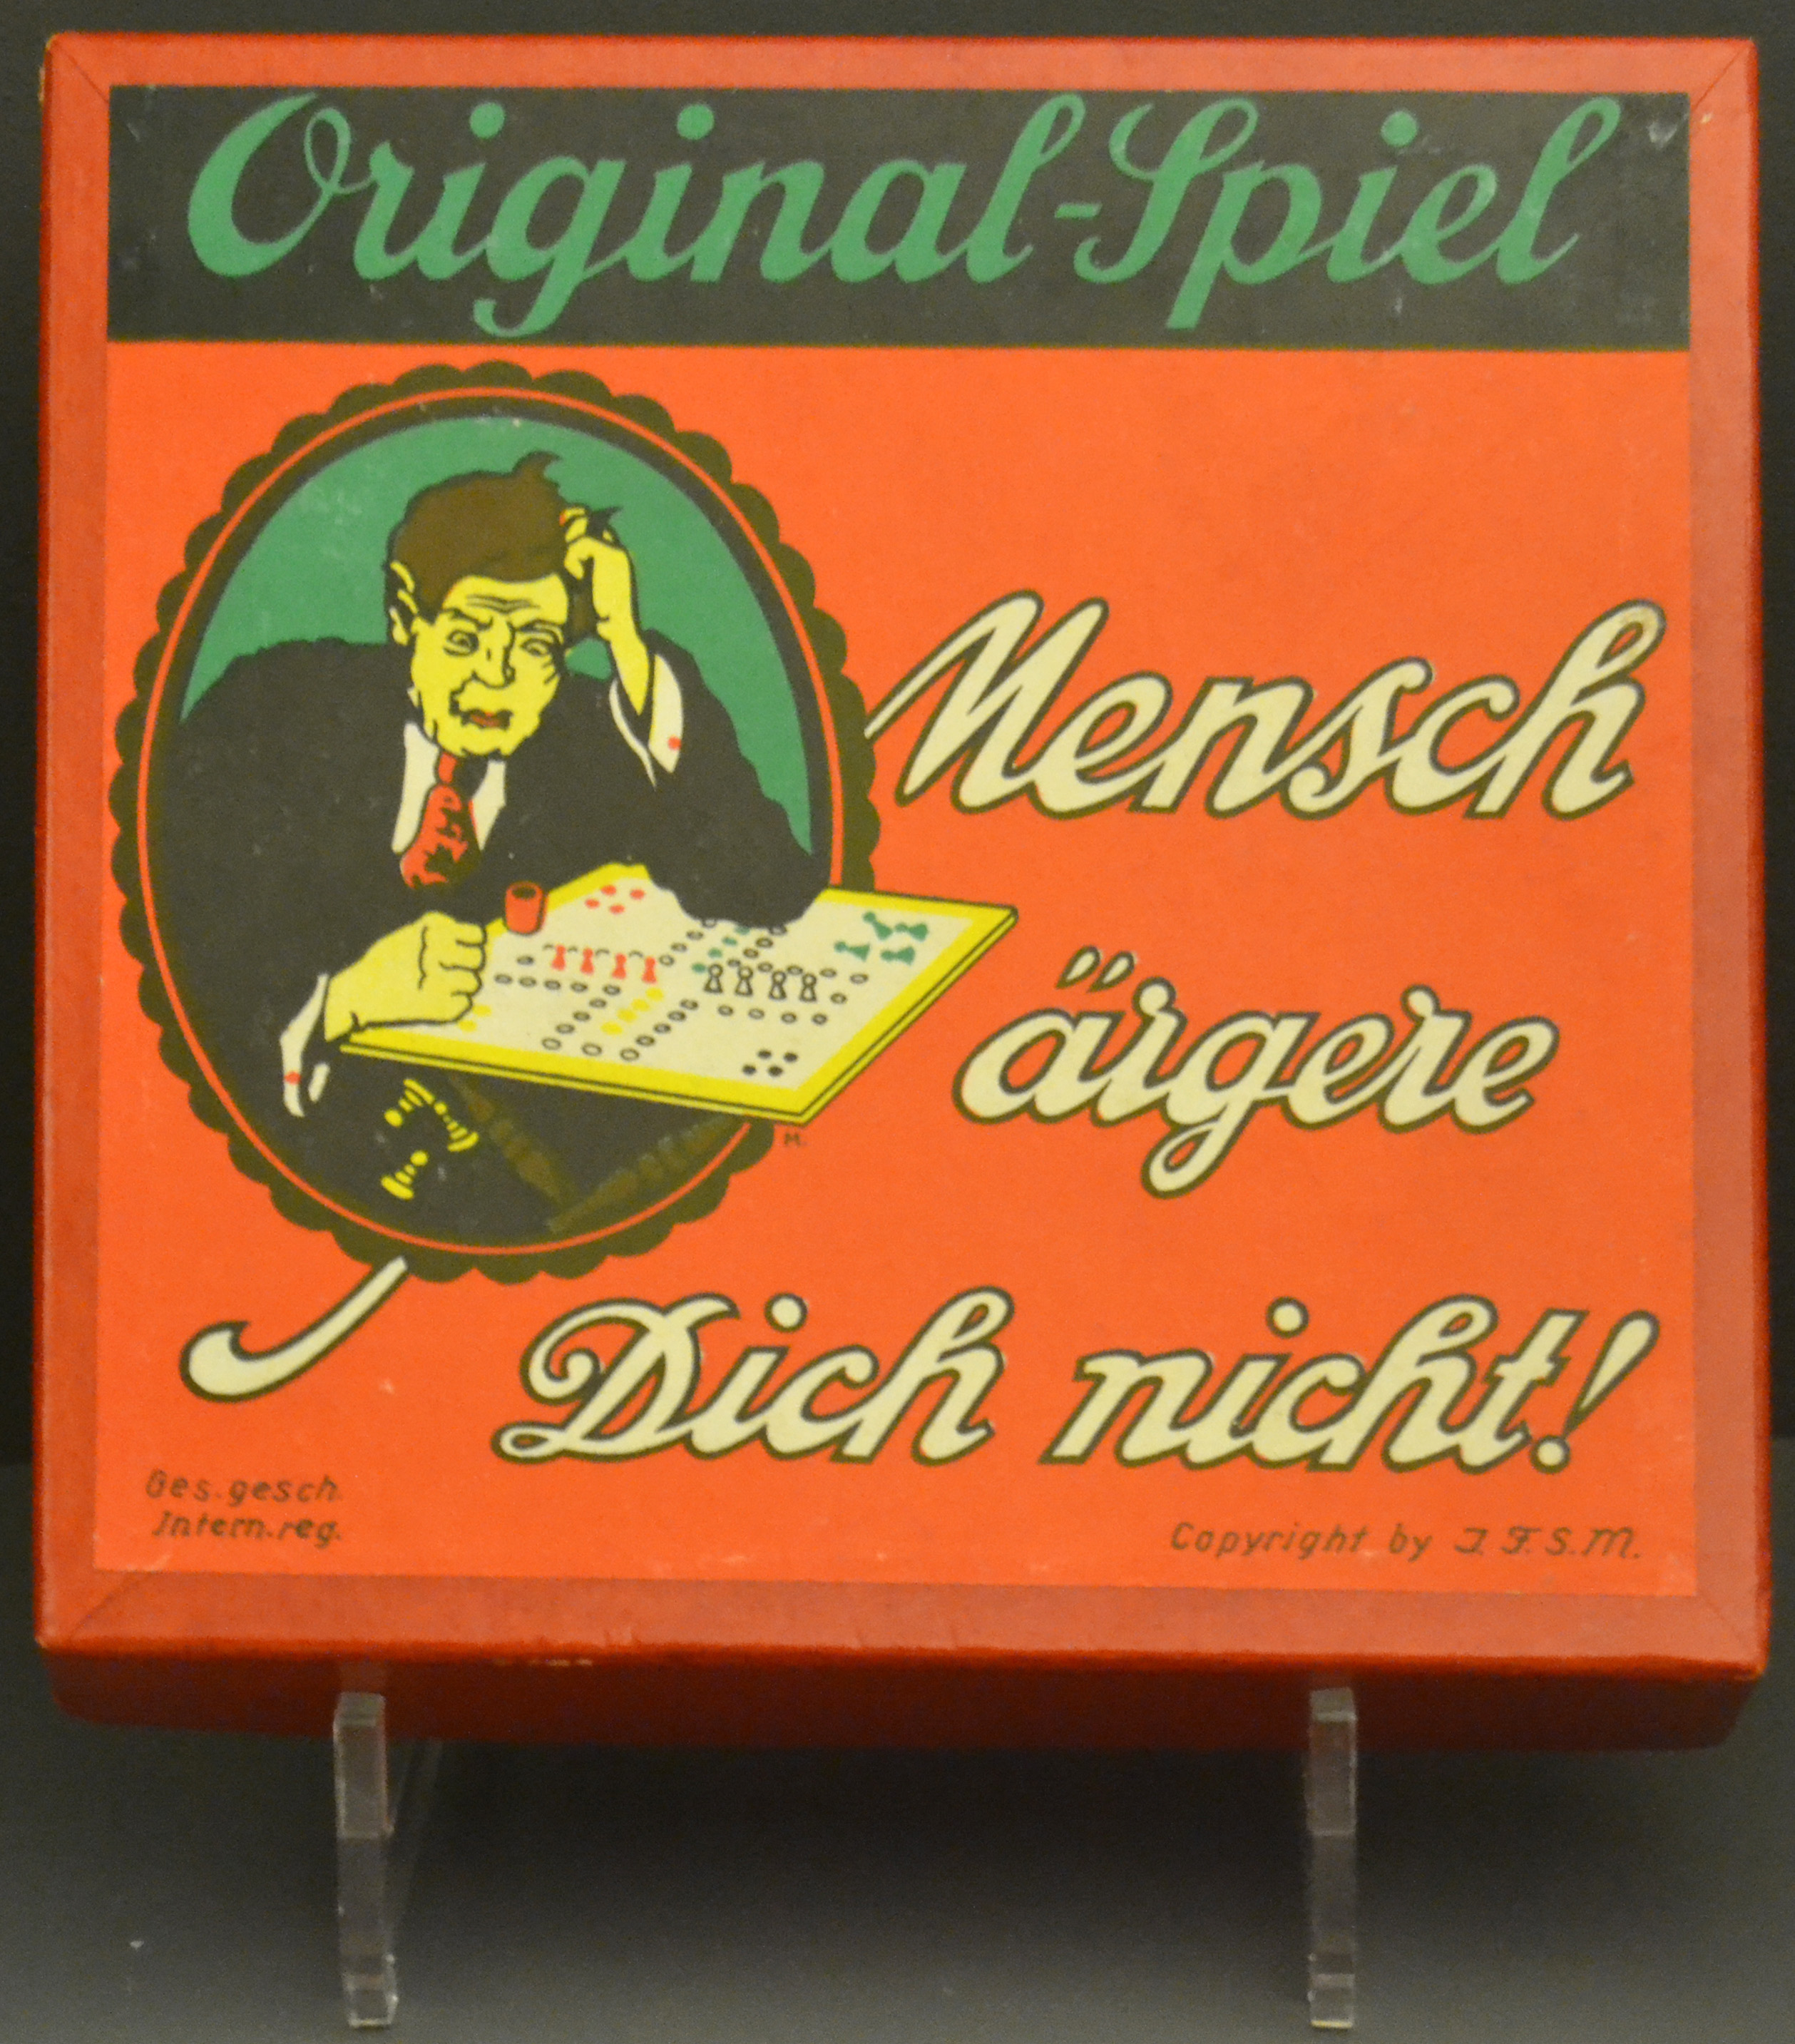 Original-Spiel
Mensch
ärgere
Dich nicht!
M.
Ges. gesch.
Intern. reg.
Copyright by J. F. S. M.